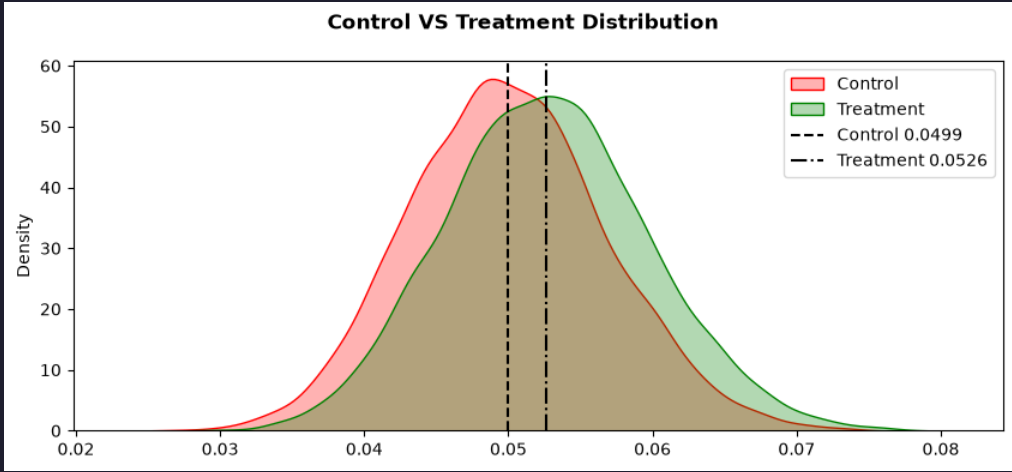 Control VS Treatment Distribution
60
50
40
30
20
10
0
Density
Control
Treatment
Control 0.0499
Treatment 0.0526
0.02 0.03 0.04 0.05 0.06 0.07 0.08